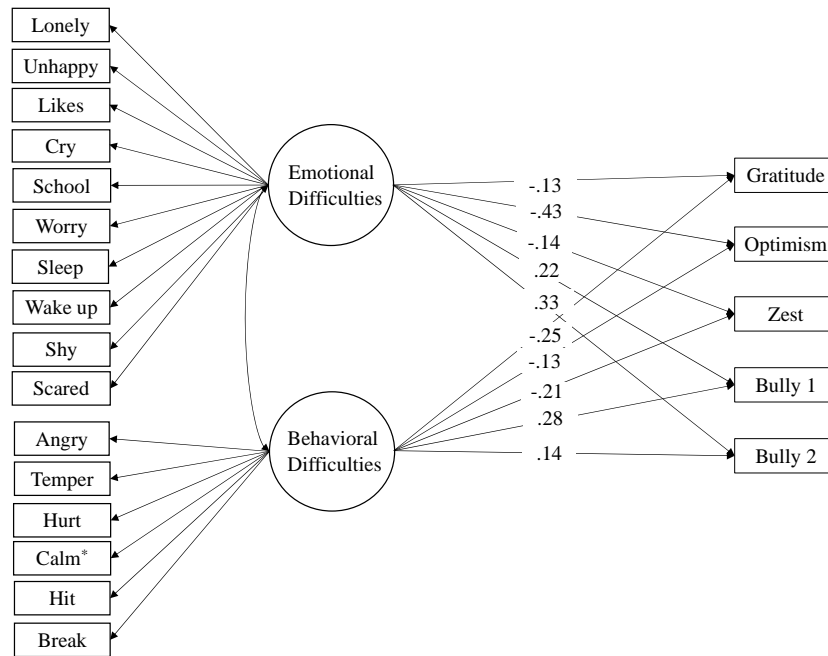 Lonely
Unhappy
Likes
Cry
School
Worry
Sleep
Wake up
Shy
Scared
Angry
Temper
Hurt
Calm*
Hit
Break
Emotional
Difficulties
Behavioral
Difficulties
-.13
-.43
-.14
.22
.33
-.25
-.13
-.21
.28
.14
Gratitude
Optimism
Zest
Bully 1
Bully 2